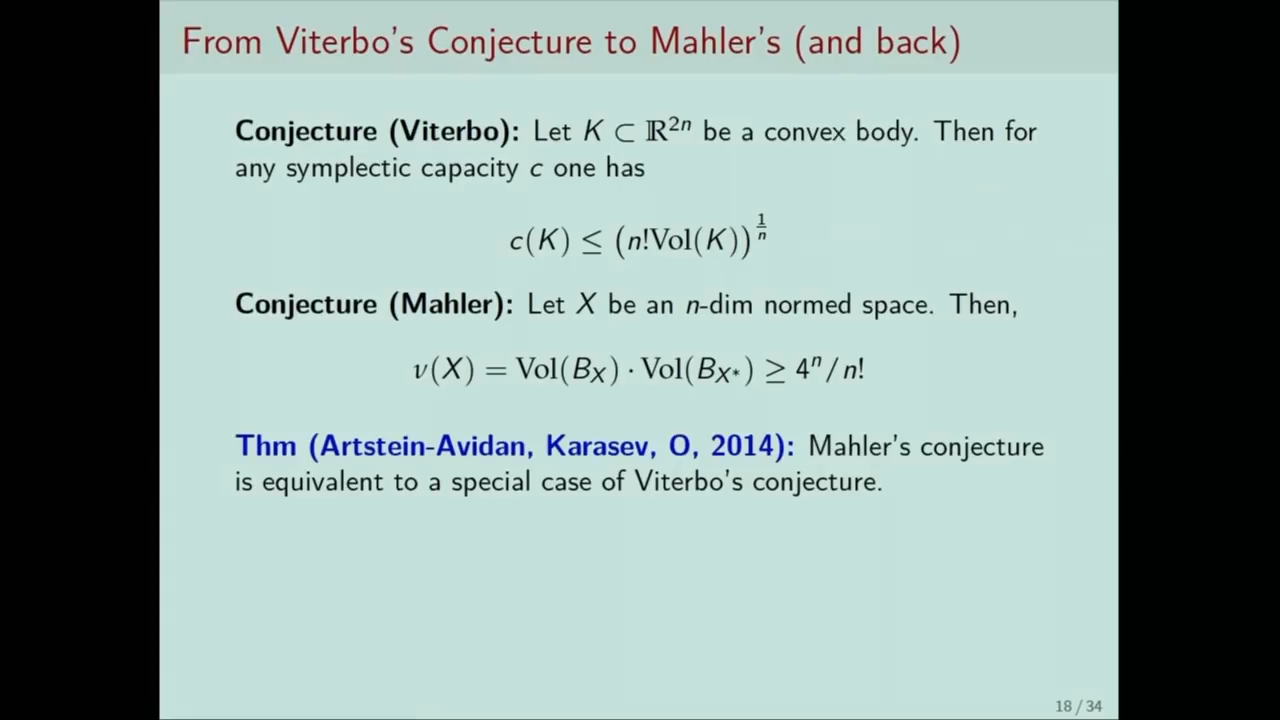 From Viterbo's Conjecture to Mahler's (and back)
Conjecture (Viterbo): Let K ⊂ ℝ²ⁿ be a convex body. Then for
any symplectic capacity c one has
c(K) ≤ (n!Vol(K))^{1/n}
Conjecture (Mahler): Let X be an n-dim normed space. Then,
ν(X) = Vol(B_X) · Vol(B_{X*}) ≥ 4ⁿ/n!
Thm (Artstein-Avidan, Karasev, O, 2014): Mahler's conjecture
is equivalent to a special case of Viterbo's conjecture.
18 / 34